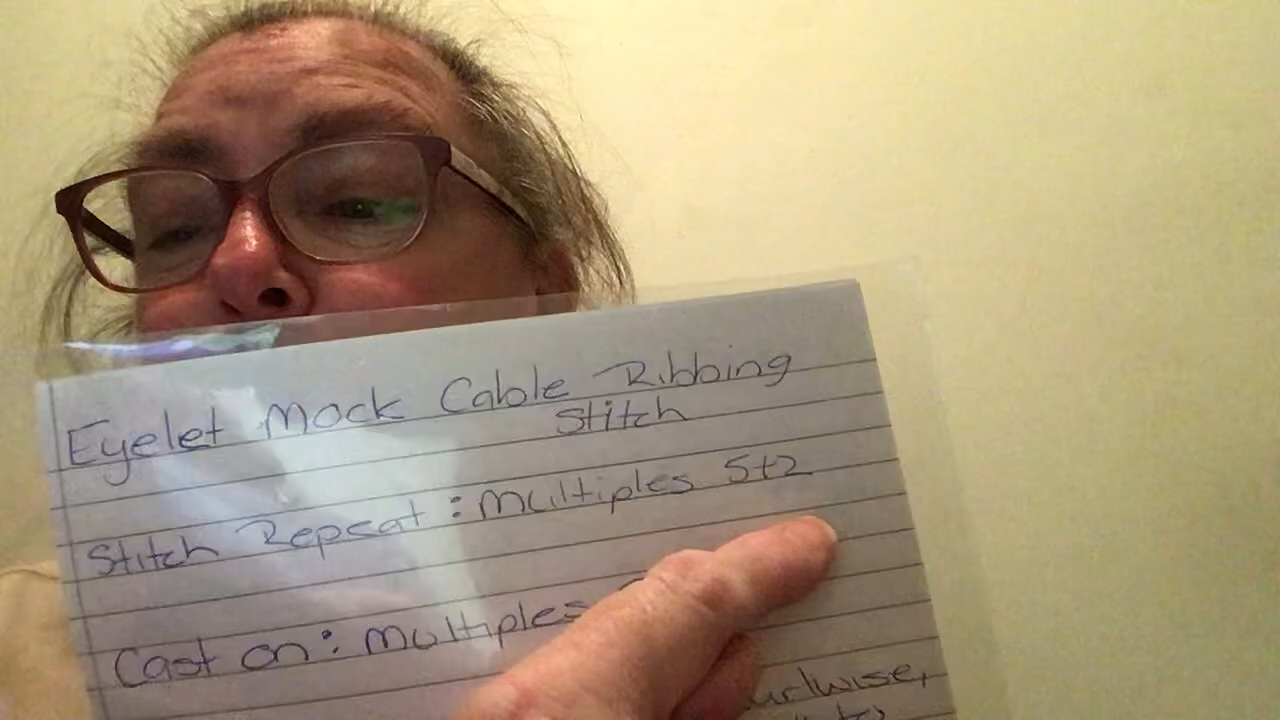 Eyelet Mock Cable Ribbing
Stitch
Stitch Repeat : Multiples 5+2
Cast on : Multiples